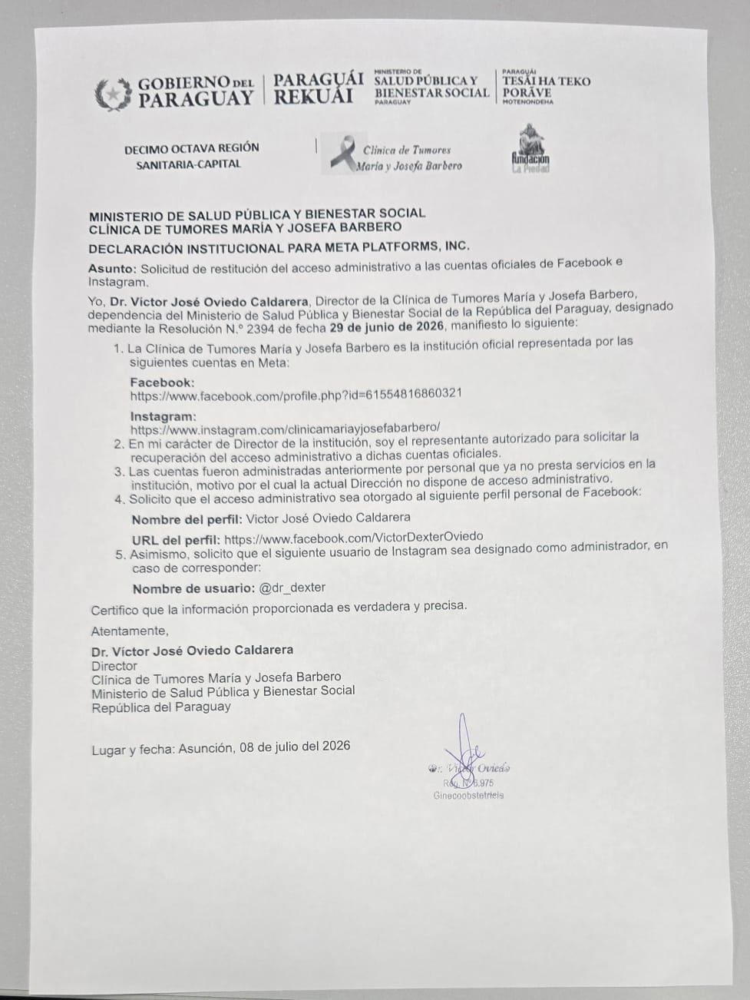 GOBIERNO DEL PARAGUAY
PARAGUÁI REKUÁI
MINISTERIO DE SALUD PÚBLICA Y BIENESTAR SOCIAL PARAGUAY
PARAGUÁI TESÃI HA TEKO PORÃVE MOTENONDEHA
DECIMO OCTAVA REGIÓN
SANITARIA-CAPITAL
Clínica de Tumores
María y Josefa Barbero
fundación
La Piedad
MINISTERIO DE SALUD PÚBLICA Y BIENESTAR SOCIAL
CLÍNICA DE TUMORES MARÍA Y JOSEFA BARBERO
DECLARACIÓN INSTITUCIONAL PARA META PLATFORMS, INC.
Asunto: Solicitud de restitución del acceso administrativo a las cuentas oficiales de Facebook e
Instagram.
Yo, Dr. Víctor José Oviedo Caldarera, Director de la Clínica de Tumores María y Josefa Barbero,
dependencia del Ministerio de Salud Pública y Bienestar Social de la República del Paraguay, designado
mediante la Resolución N.º 2394 de fecha 29 de junio de 2026, manifiesto lo siguiente:
1. La Clínica de Tumores María y Josefa Barbero es la institución oficial representada por las
siguientes cuentas en Meta:
Facebook:
https://www.facebook.com/profile.php?id=61554816860321
Instagram:
https://www.instagram.com/clinicamariayjosefabarbero/
2. En mi carácter de Director de la institución, soy el representante autorizado para solicitar la
recuperación del acceso administrativo a dichas cuentas oficiales.
3. Las cuentas fueron administradas anteriormente por personal que ya no presta servicios en la
institución, motivo por el cual la actual Dirección no dispone de acceso administrativo.
4. Solicito que el acceso administrativo sea otorgado al siguiente perfil personal de Facebook:
Nombre del perfil: Victor José Oviedo Caldarera
URL del perfil: https://www.facebook.com/VictorDexterOviedo
5. Asimismo, solicito que el siguiente usuario de Instagram sea designado como administrador, en
caso de corresponder:
Nombre de usuario: @dr_dexter
Certifico que la información proporcionada es verdadera y precisa.
Atentamente,
Dr. Víctor José Oviedo Caldarera
Director
Clínica de Tumores María y Josefa Barbero
Ministerio de Salud Pública y Bienestar Social
República del Paraguay
Lugar y fecha: Asunción, 08 de julio del 2026
Dr. Víctor Oviedo
Reg. Nº 6.975
Ginecoobstetricia